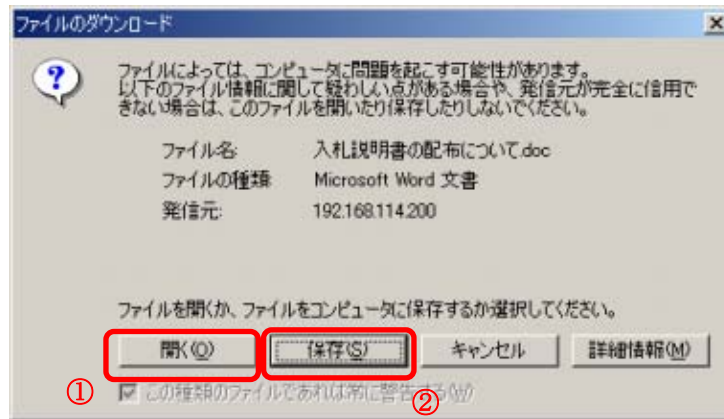 ファイルのダウンロード
ファイルによっては、コンピュータに問題を起こす可能性があります。
以下のファイル情報に関して疑わしい点がある場合や、発信元が完全に信用で
きない場合は、このファイルを開いたり保存したりしないでください。
ファイル名: 入札説明書の配布について.doc
ファイルの種類: Microsoft Word 文書
発信元: 192.168.114.200
ファイルを開くか、ファイルをコンピュータに保存するか選択してください。
開く(O) 保存(S) キャンセル 詳細情報(M)
① この種類のファイルであれば常に警告する(W) ②